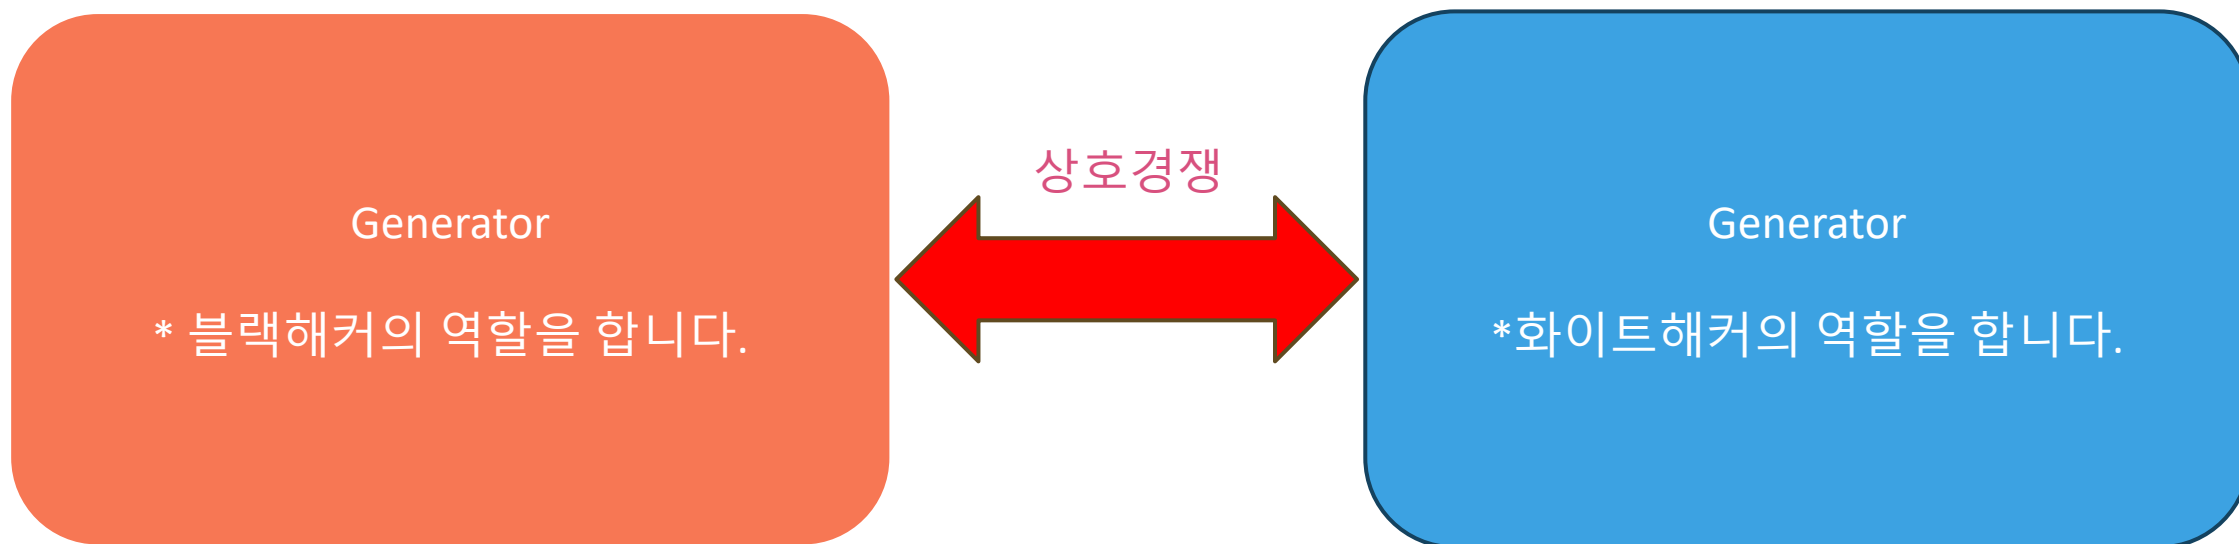 Generator
* 블랙해커의 역할을 합니다.
상호경쟁
Generator
*화이트해커의 역할을 합니다.